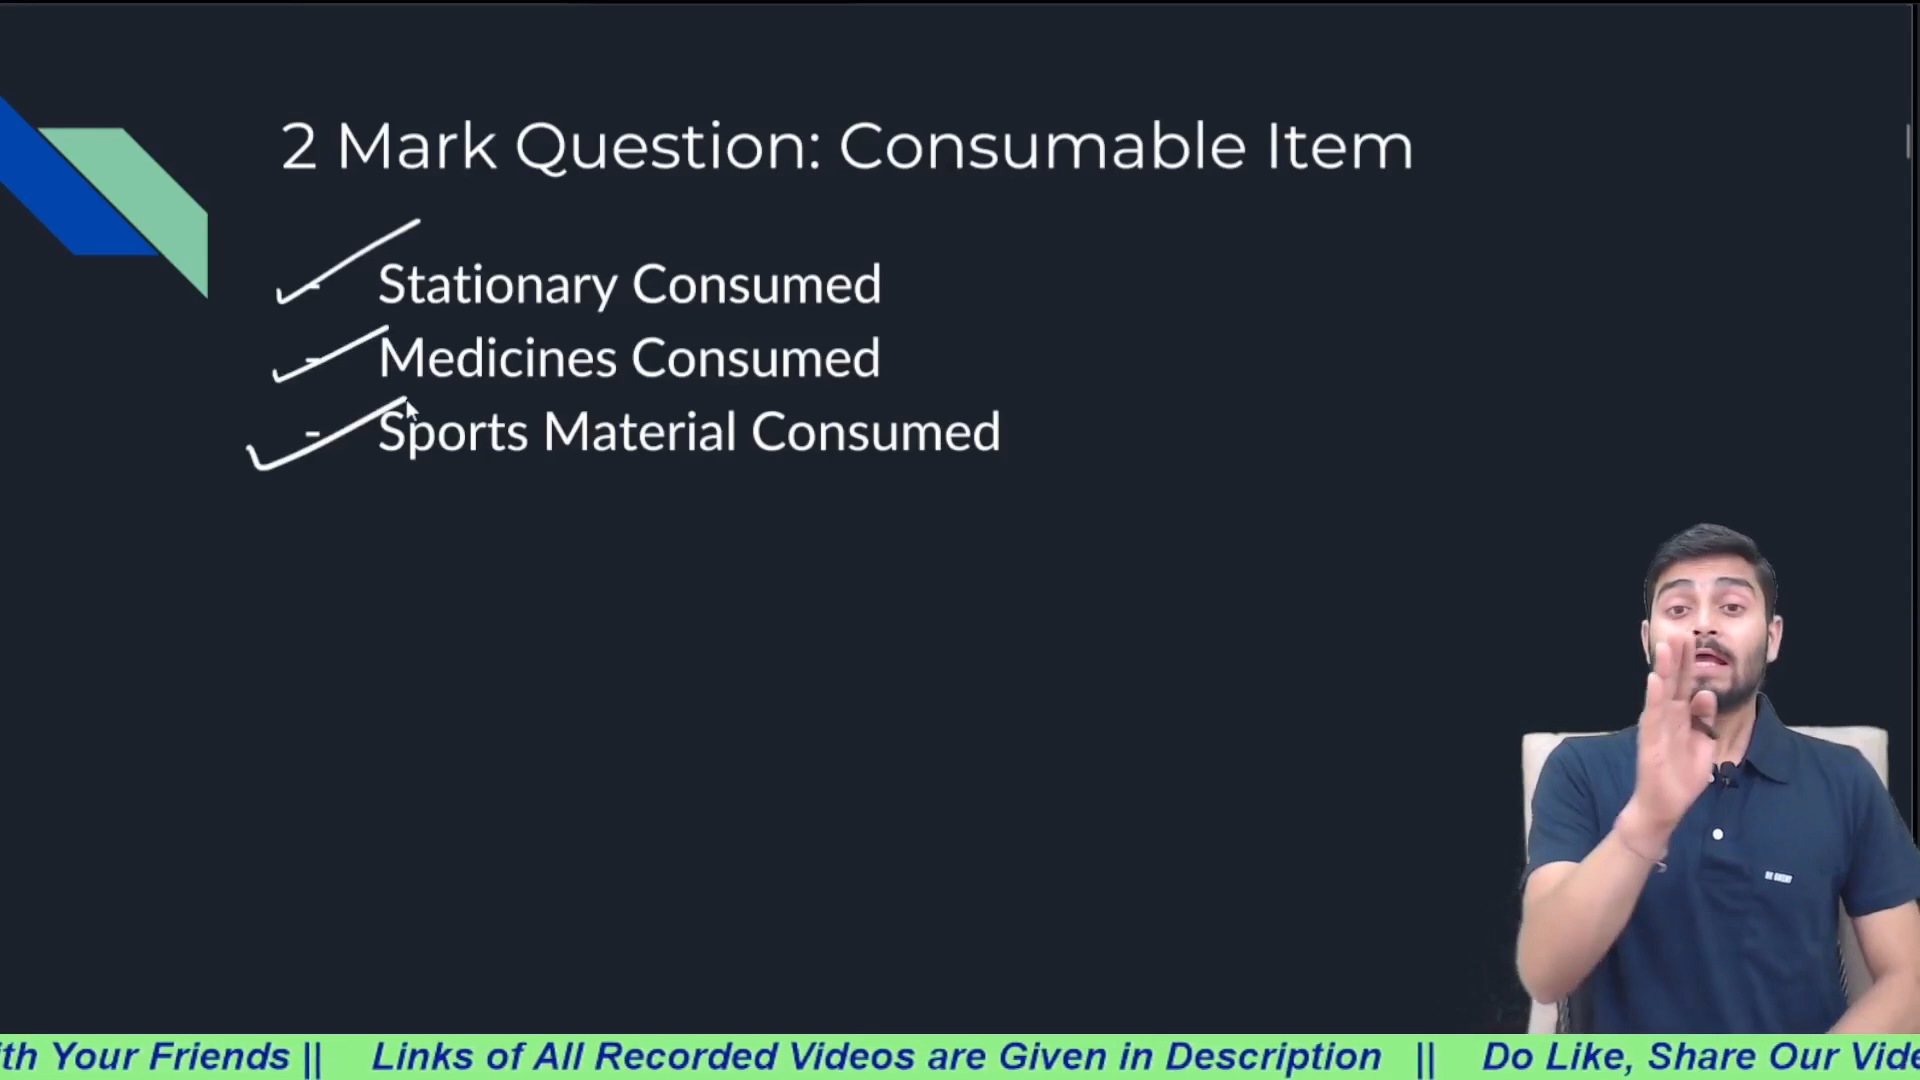 2 Mark Question: Consumable Item
- Stationary Consumed
- Medicines Consumed
- Sports Material Consumed
ith Your Friends || Links of All Recorded Videos are Given in Description || Do Like, Share Our Vide